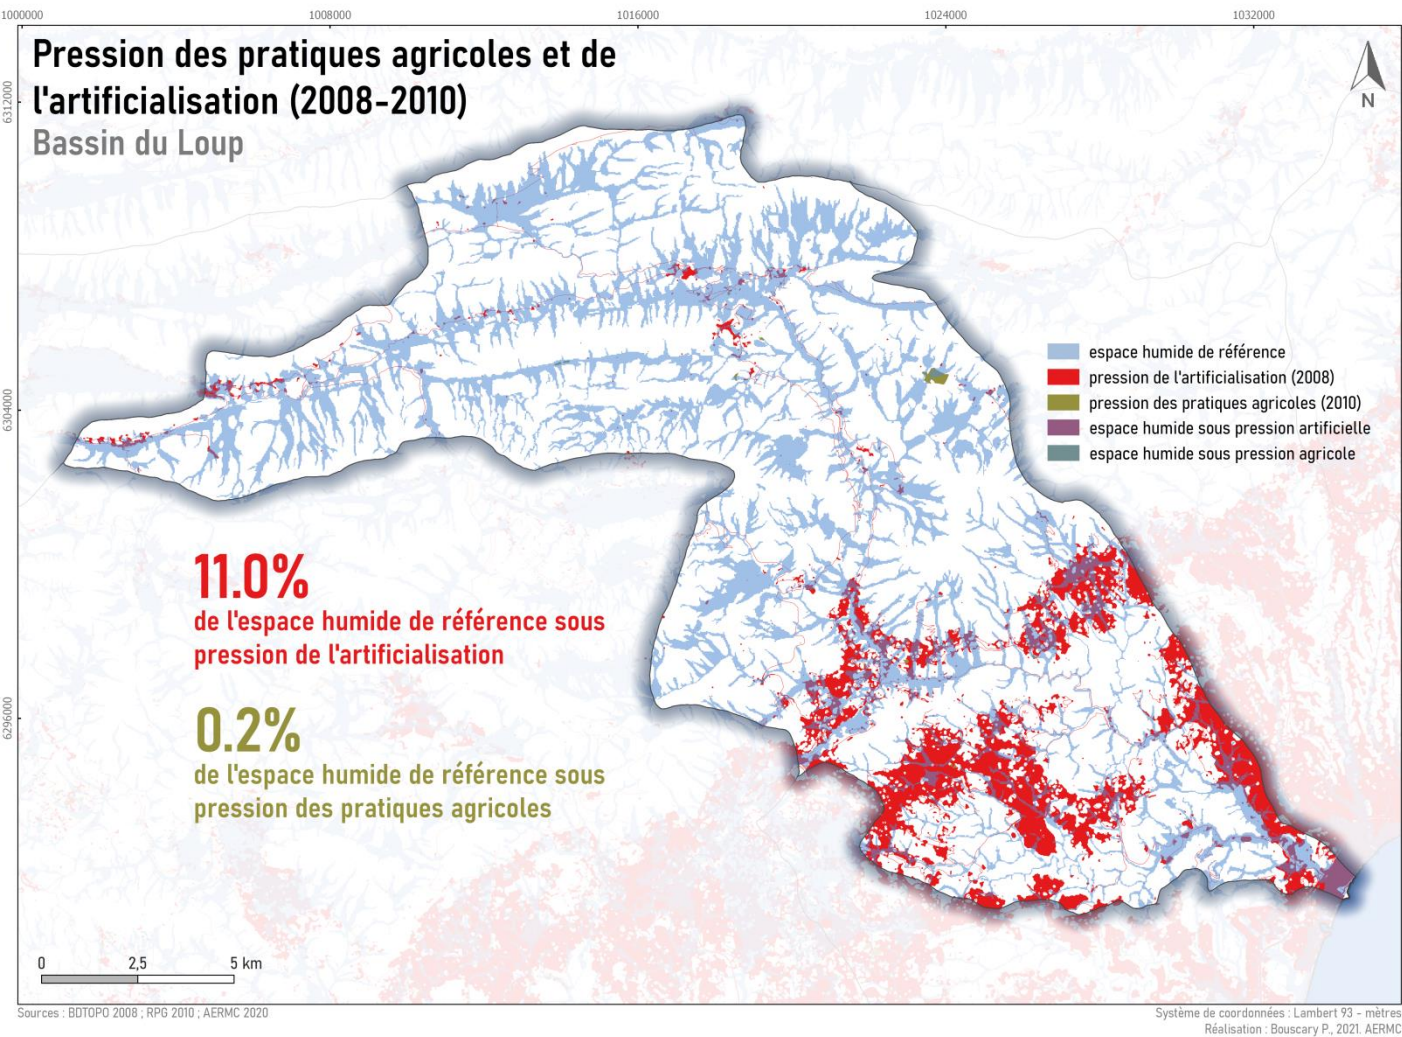 1000000
1008000
1016000
1024000
1032000
Pression des pratiques agricoles et de
l'artificialisation (2008-2010)
Bassin du Loup
N
6312000
6304000
6296000
espace humide de référence
pression de l'artificialisation (2008)
pression des pratiques agricoles (2010)
espace humide sous pression artificielle
espace humide sous pression agricole
11.0%
de l'espace humide de référence sous
pression de l'artificialisation
0.2%
de l'espace humide de référence sous
pression des pratiques agricoles
0 2,5 5 km
Sources : BDTOPO 2008 ; RPG 2010 ; AERMC 2020
Système de coordonnées : Lambert 93 - mètres
Réalisation : Bouscary P., 2021. AERMC